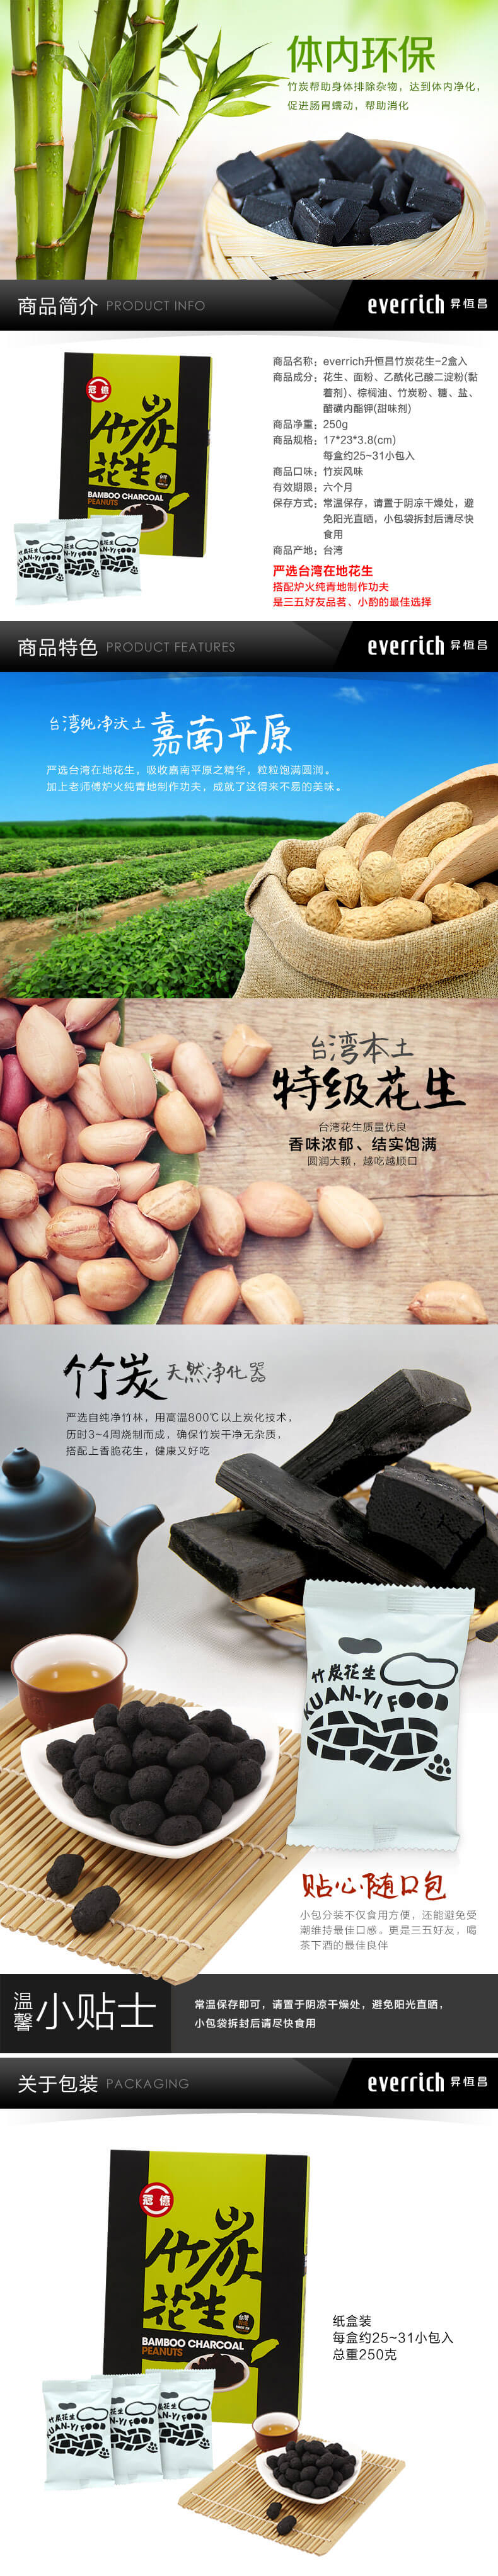 体内环保
竹炭帮助身体排除杂物，达到体内净化，
促进肠胃蠕动，帮助消化
商品简介 PRODUCT INFO
everrich 昇恒昌
冠億
竹炭
花生
BAMBOO CHARCOAL
PEANUTS
商品名称：everrich升恒昌竹炭花生-2盒入
商品成分：花生、面粉、乙酰化己酸二淀粉(黏
着剂)、棕榈油、竹炭粉、糖、盐、
醋磺内酯钾(甜味剂)
商品净重：250g
商品规格：17*23*3.8(cm)
每盒约25~31小包入
商品口味：竹炭风味
有效期限：六个月
保存方式：常温保存，请置于阴凉干燥处，避
免阳光直晒，小包袋拆封后请尽快
食用
商品产地：台湾
严选台湾在地花生
搭配炉火纯青地制作功夫
是三五好友品茗、小酌的最佳选择
商品特色 PRODUCT FEATURES
everrich 昇恒昌
台湾纯净沃土 嘉南平原
严选台湾在地花生，吸收嘉南平原之精华，粒粒饱满圆润。
加上老师傅炉火纯青地制作功夫，成就了这得来不易的美味。
台湾本土
特级花生
台湾花生质量优良
香味浓郁、结实饱满
圆润大颗，越吃越顺口
竹炭 天然净化器
严选自纯净竹林，用高温800℃以上炭化技术，
历时3~4周烧制而成，确保竹炭干净无杂质，
搭配上香脆花生，健康又好吃
竹炭花生
KUAN-YI FOOD
贴心随口包
小包分装不仅食用方便，还能避免受
潮维持最佳口感。更是三五好友，喝
茶下酒的最佳良伴
温馨小贴士
常温保存即可，请置于阴凉干燥处，避免阳光直晒，
小包袋拆封后请尽快食用
关于包装 PACKAGING
everrich 昇恒昌
冠億
竹炭
花生
BAMBOO CHARCOAL
PEANUTS
竹炭花生
KUAN-YI FOOD
纸盒装
每盒约25~31小包入
总重250克